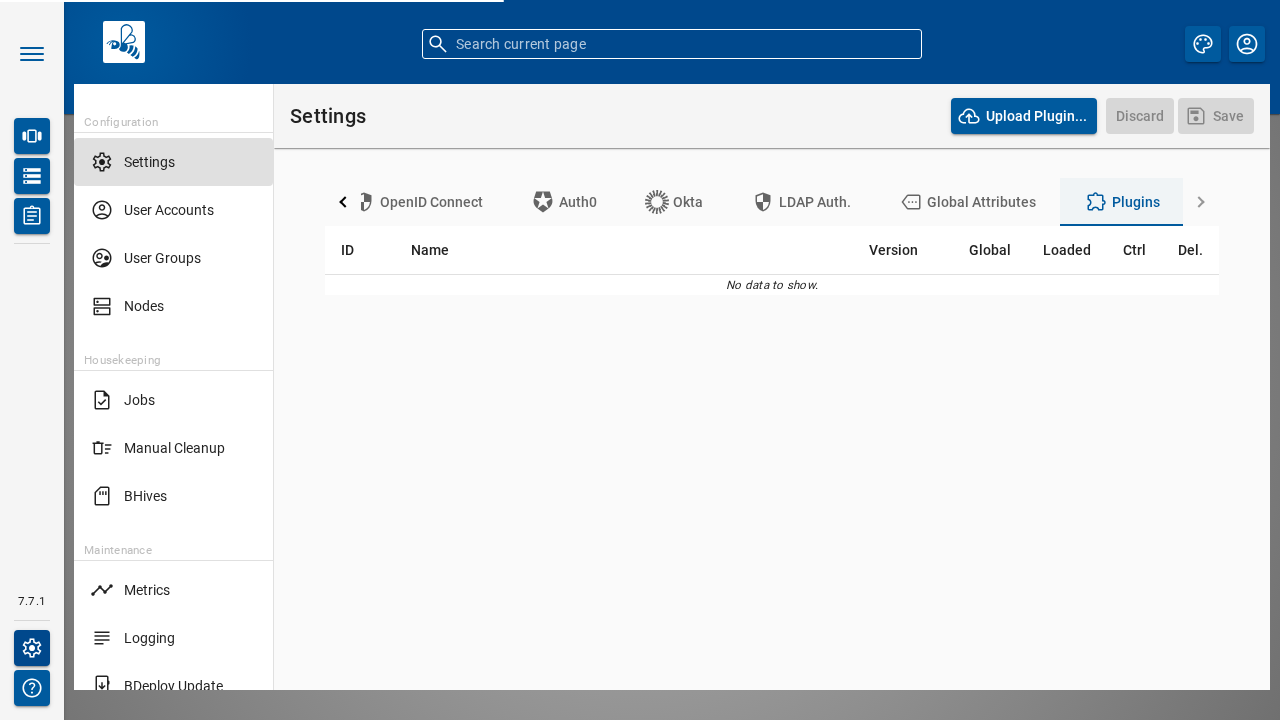 Search current page
Configuration
Settings
User Accounts
User Groups
Nodes
Housekeeping
Jobs
Manual Cleanup
BHives
Maintenance
Metrics
Logging
BDeploy Update
7.7.1
Settings
Upload Plugin...
Discard
Save
OpenID Connect
Auth0
Okta
LDAP Auth.
Global Attributes
Plugins
ID Name Version Global Loaded Ctrl Del.
No data to show.